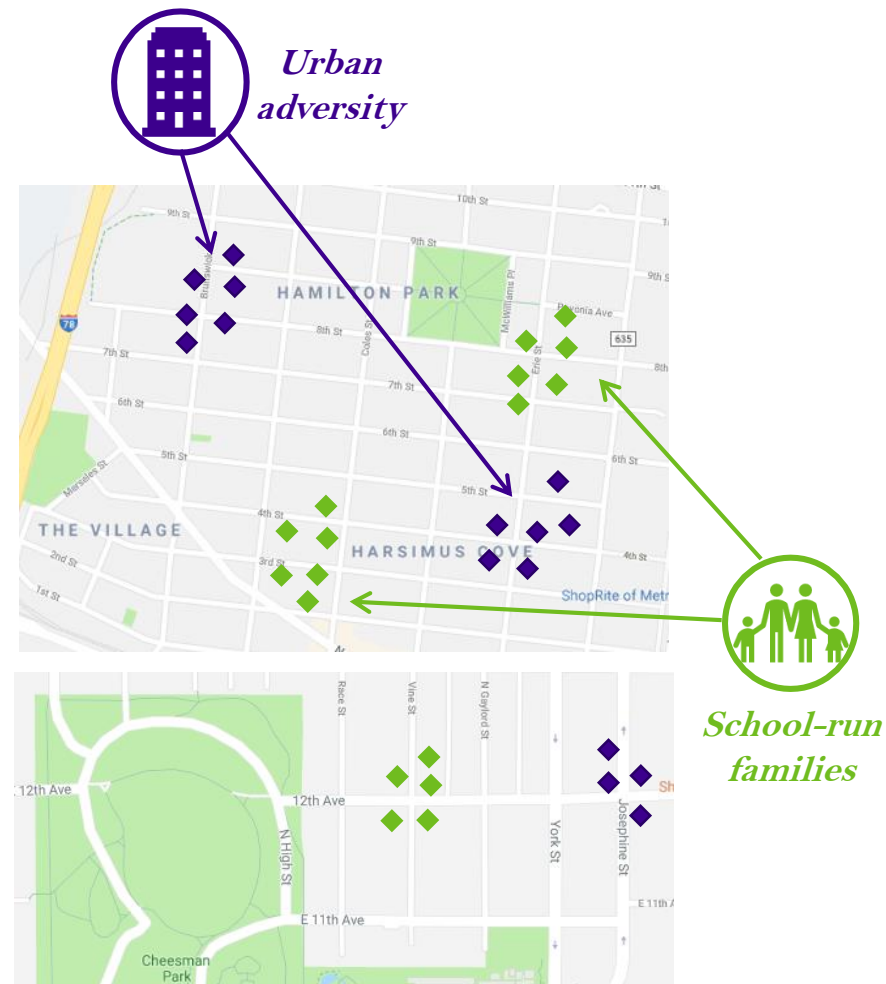 Urban
adversity
10th St
9th St
9th St
9th S
Brunswick
HAMILTON PARK
McWilliams Pl
Pavonia Ave
635
78
8th St
Coles St
Erie St
8th
7th St
7th St
6th St
6th St
6th St
5th St
5th St
Marseles St
4th St
THE VILLAGE
HARSIMUS COVE
4th St
2nd St
3rd St
1st St
ShopRite of Metr
School-run
families
Race St
Vine St
N Gaylord St
12th Ave
12th Ave
Sh
N High St
York St
Josephine St
E 11th A
E 11th Ave
Cheesman
Park